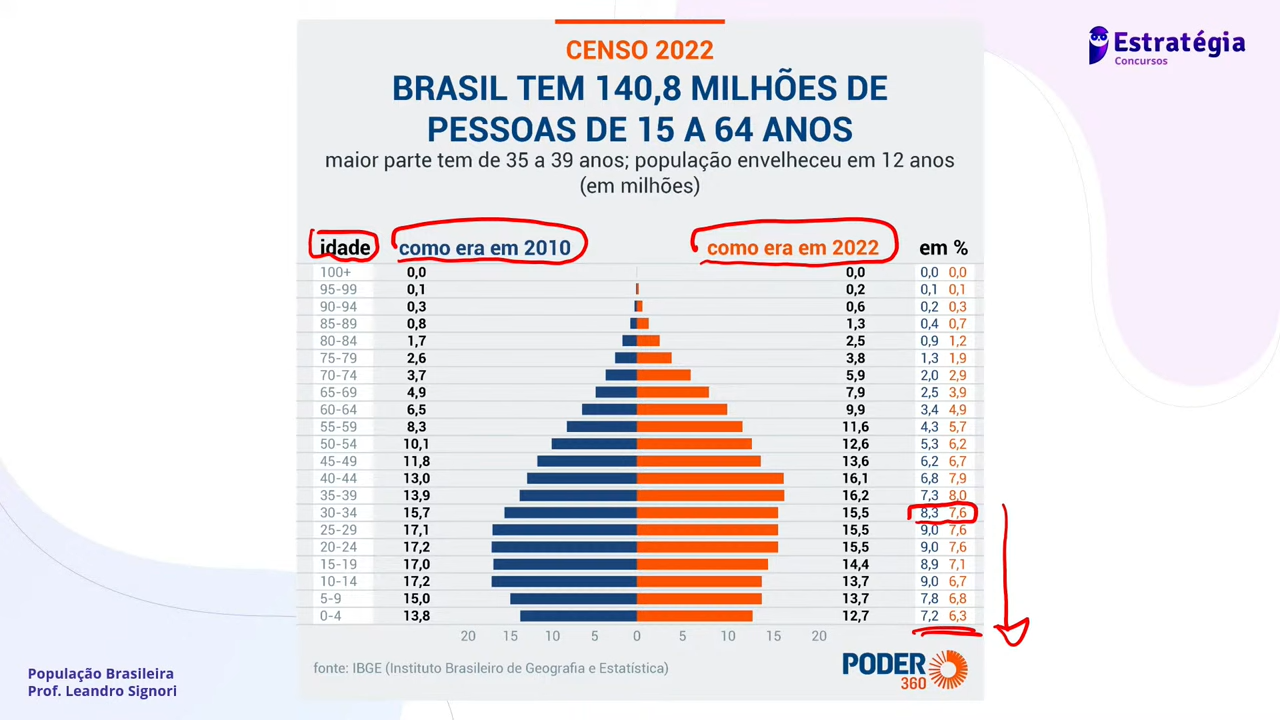 Estratégia
Concursos
CENSO 2022
BRASIL TEM 140,8 MILHÕES DE
PESSOAS DE 15 A 64 ANOS
maior parte tem de 35 a 39 anos; população envelheceu em 12 anos
(em milhões)
idade como era em 2010 como era em 2022 em %
100+ 0,0 0,0 0,0 0,0
95-99 0,1 0,2 0,1 0,1
90-94 0,3 0,6 0,2 0,3
85-89 0,8 1,3 0,4 0,7
80-84 1,7 2,5 0,9 1,2
75-79 2,6 3,8 1,3 1,9
70-74 3,7 5,9 2,0 2,9
65-69 4,9 7,9 2,5 3,9
60-64 6,5 9,9 3,4 4,9
55-59 8,3 11,6 4,3 5,7
50-54 10,1 12,6 5,3 6,2
45-49 11,8 13,6 6,2 6,7
40-44 13,0 16,1 6,8 7,9
35-39 13,9 16,2 7,3 8,0
30-34 15,7 15,5 8,3 7,6
25-29 17,1 15,5 9,0 7,6
20-24 17,2 15,5 9,0 7,6
15-19 17,0 14,4 8,9 7,1
10-14 17,2 13,7 9,0 6,7
5-9 15,0 13,7 7,8 6,8
0-4 13,8 12,7 7,2 6,3
20 15 10 5 0 5 10 15 20
fonte: IBGE (Instituto Brasileiro de Geografia e Estatística)
PODER
360
População Brasileira
Prof. Leandro Signori